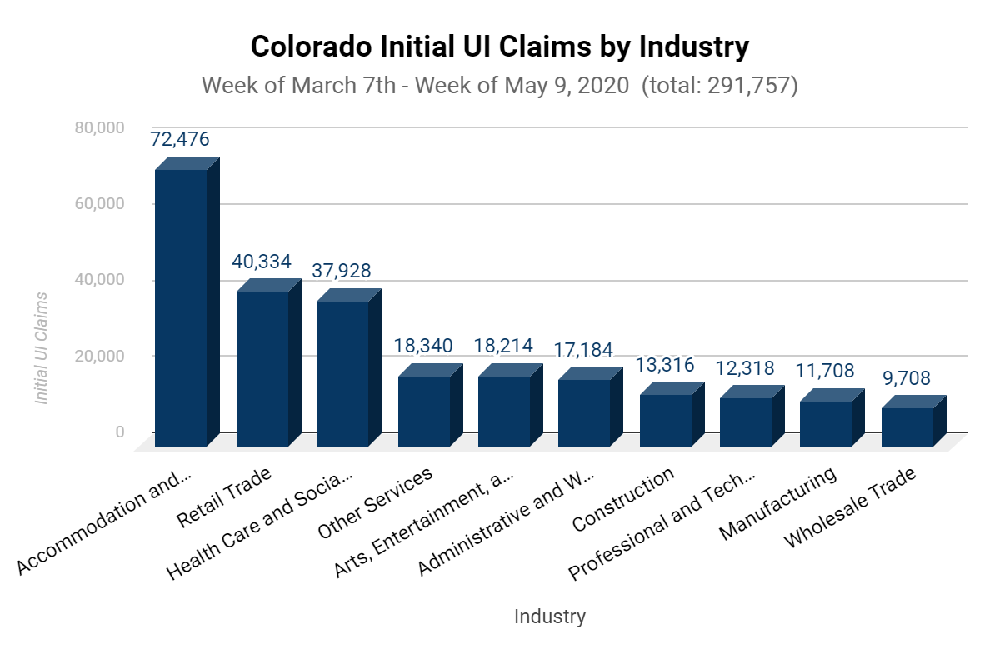 Colorado Initial UI Claims by Industry
Week of March 7th - Week of May 9, 2020 (total: 291,757)
80,000
60,000
40,000
20,000
0
Initial UI Claims
72,476
40,334
37,928
18,340
18,214
17,184
13,316
12,318
11,708
9,708
Accommodation and...
Retail Trade
Health Care and Socia...
Other Services
Arts, Entertainment, a...
Administrative and W...
Construction
Professional and Tech...
Manufacturing
Wholesale Trade
Industry